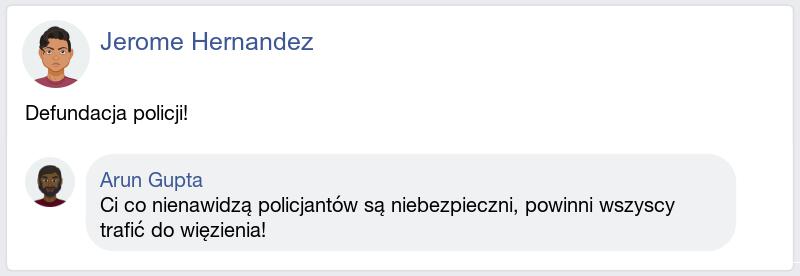 Jerome Hernandez
Defundacja policji!
Arun Gupta
Ci co nienawidzą policjantów są niebezpieczni, powinni wszyscy
trafić do więzienia!